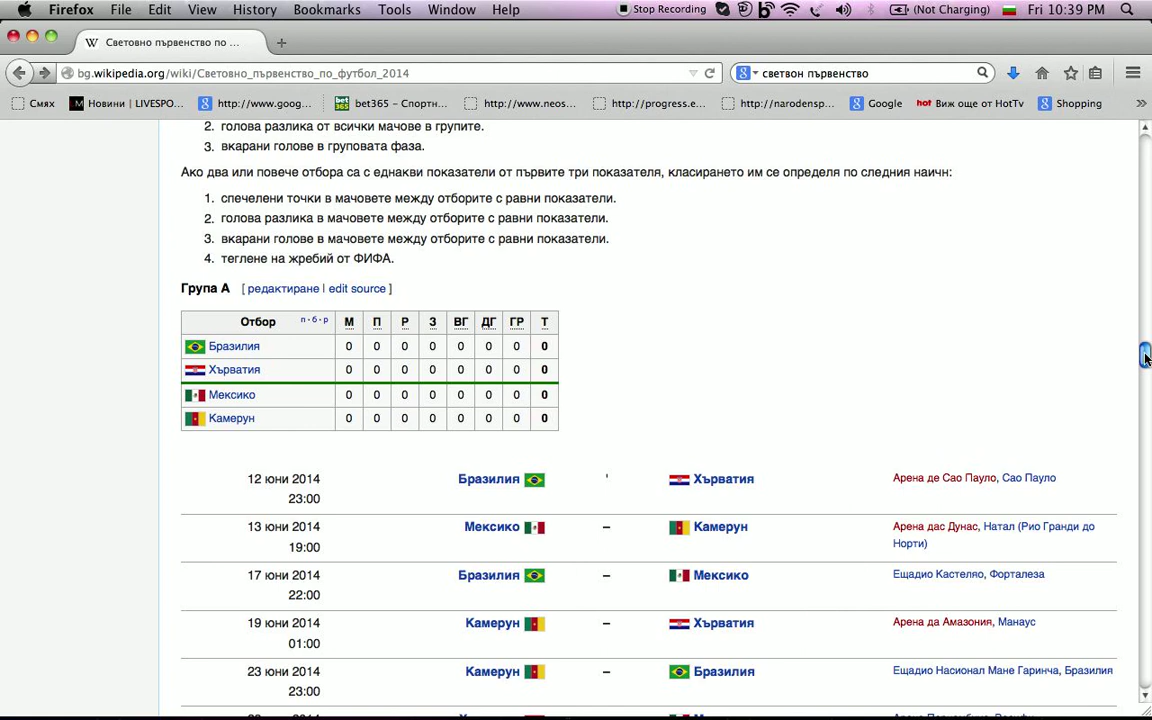 Firefox File Edit View History Bookmarks Tools Window Help Stop Recording (Not Charging) Fri 10:39 PM
W Световно първенство по ...
bg.wikipedia.org/wiki/Световно_първенство_по_футбол_2014 светвон първенство
Смях Новини | LIVESPO... http://www.goog... bet365 — Спортн... http://www.neos... http://progress.e... http://narodensp... Google hot Виж още от HotTv Shopping »
2. голова разлика от всички мачове в групите.
3. вкарани голове в груповата фаза.
Ако два или повече отбора са с еднакви показатели от първите три показателя, класирането им се определя по следния наичн:
1. спечелени точки в мачовете между отборите с равни показатели.
2. голова разлика в мачовете между отборите с равни показатели.
3. вкарани голове в мачовете между отборите с равни показатели.
4. теглене на жребий от ФИФА.
Група А [ редактиране | edit source ]
Отбор п · б · р М П Р З ВГ ДГ ГР Т
Бразилия 0 0 0 0 0 0 0 0
Хърватия 0 0 0 0 0 0 0 0
Мексико 0 0 0 0 0 0 0 0
Камерун 0 0 0 0 0 0 0 0
12 юни 2014 Бразилия ' Хърватия Арена де Сао Пауло, Сао Пауло
23:00
13 юни 2014 Мексико – Камерун Арена дас Дунас, Натал (Рио Гранди до
19:00 Норти)
17 юни 2014 Бразилия – Мексико Ещадио Кастеляо, Форталеза
22:00
19 юни 2014 Камерун – Хърватия Арена да Амазония, Манаус
01:00
23 юни 2014 Камерун – Бразилия Ещадио Насионал Мане Гаринча, Бразилия
23:00